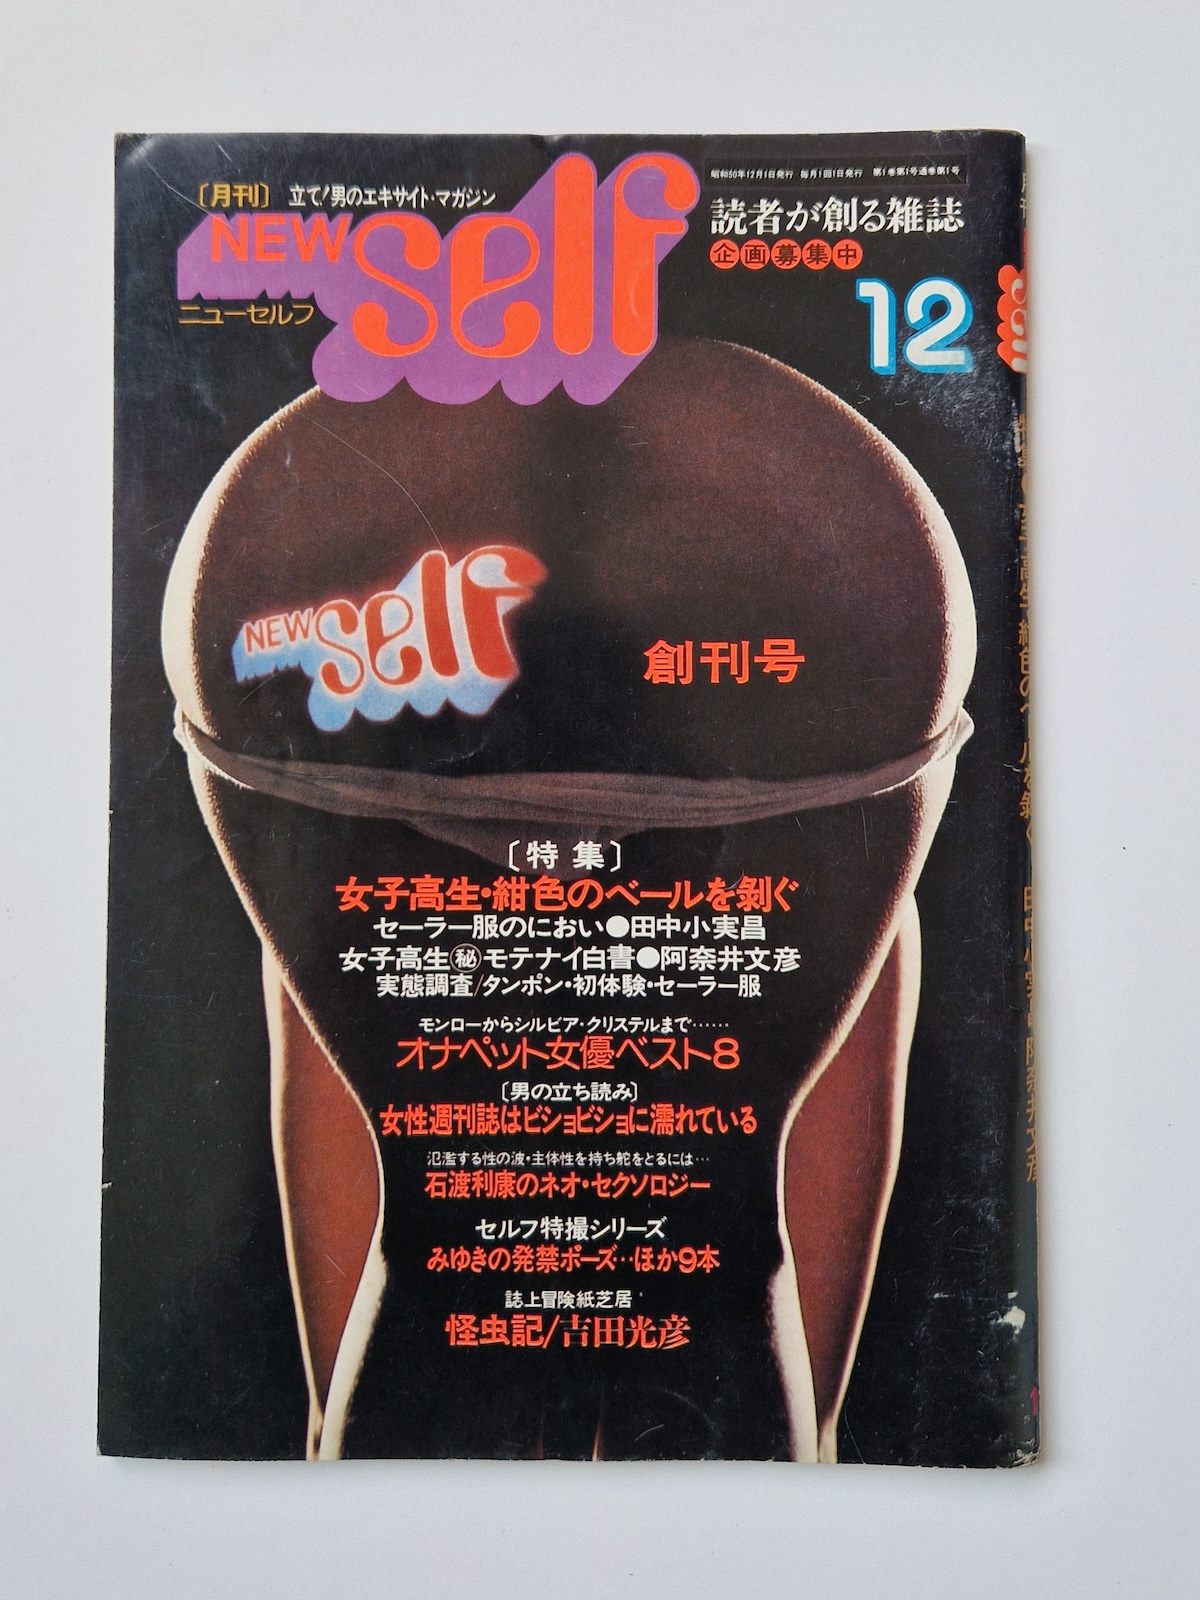 〔月刊〕 立て!男のエキサイト・マガジン
NEW self
ニューセルフ
昭和50年12月1日発行 毎月1回1日発行 第1巻第1号通巻第1号
読者が創る雑誌
企画募集中
12
NEW self
創刊号
〔特集〕
女子高生・紺色のベールを剝ぐ
セーラー服のにおい●田中小実昌
女子高生㊙モテナイ白書●阿奈井文彦
実態調査/タンポン・初体験・セーラー服
モンローからシルビア・クリステルまで……
オナペット女優ベスト8
〔男の立ち読み〕
女性週刊誌はビショビショに濡れている
氾濫する性の波・主体性を持ち舵をとるには…
石渡利康のネオ・セクソロジー
セルフ特撮シリーズ
みゆきの発禁ポーズ…ほか9本
誌上冒険紙芝居
怪虫記/吉田光彦